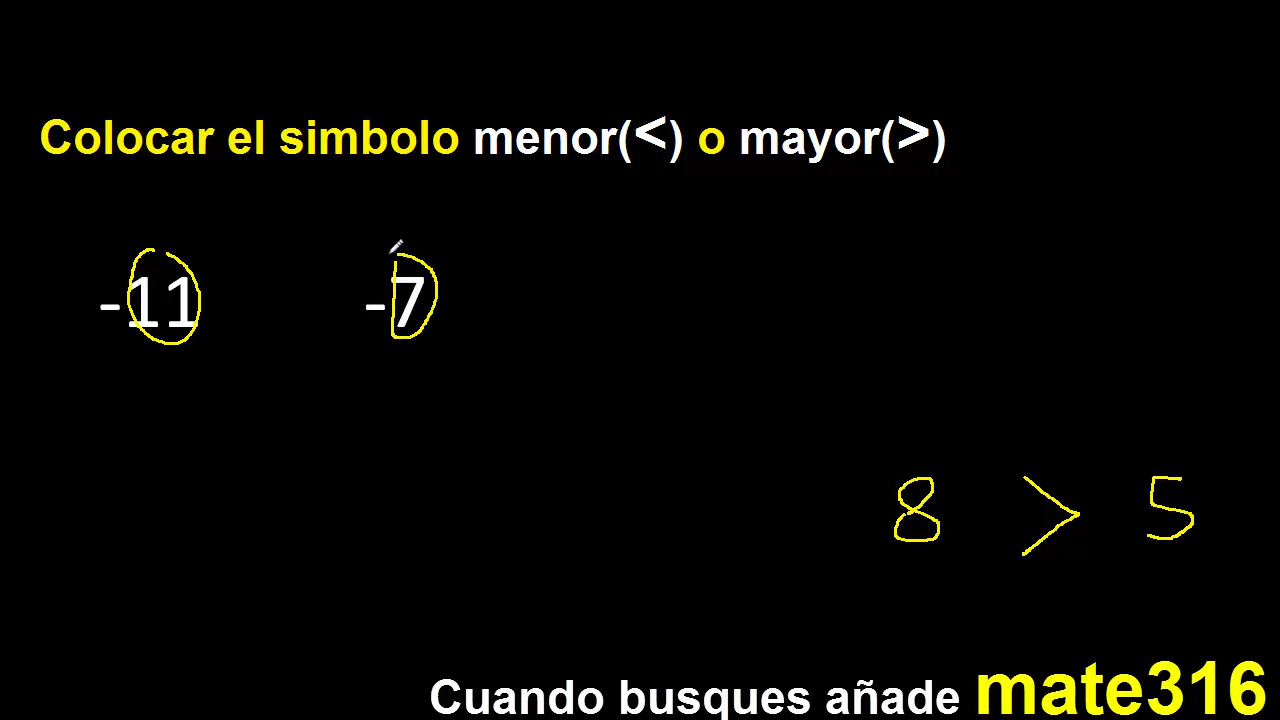 Colocar el simbolo menor(<) o mayor(>)
-11 -7
8 > 5
Cuando busques añade mate316